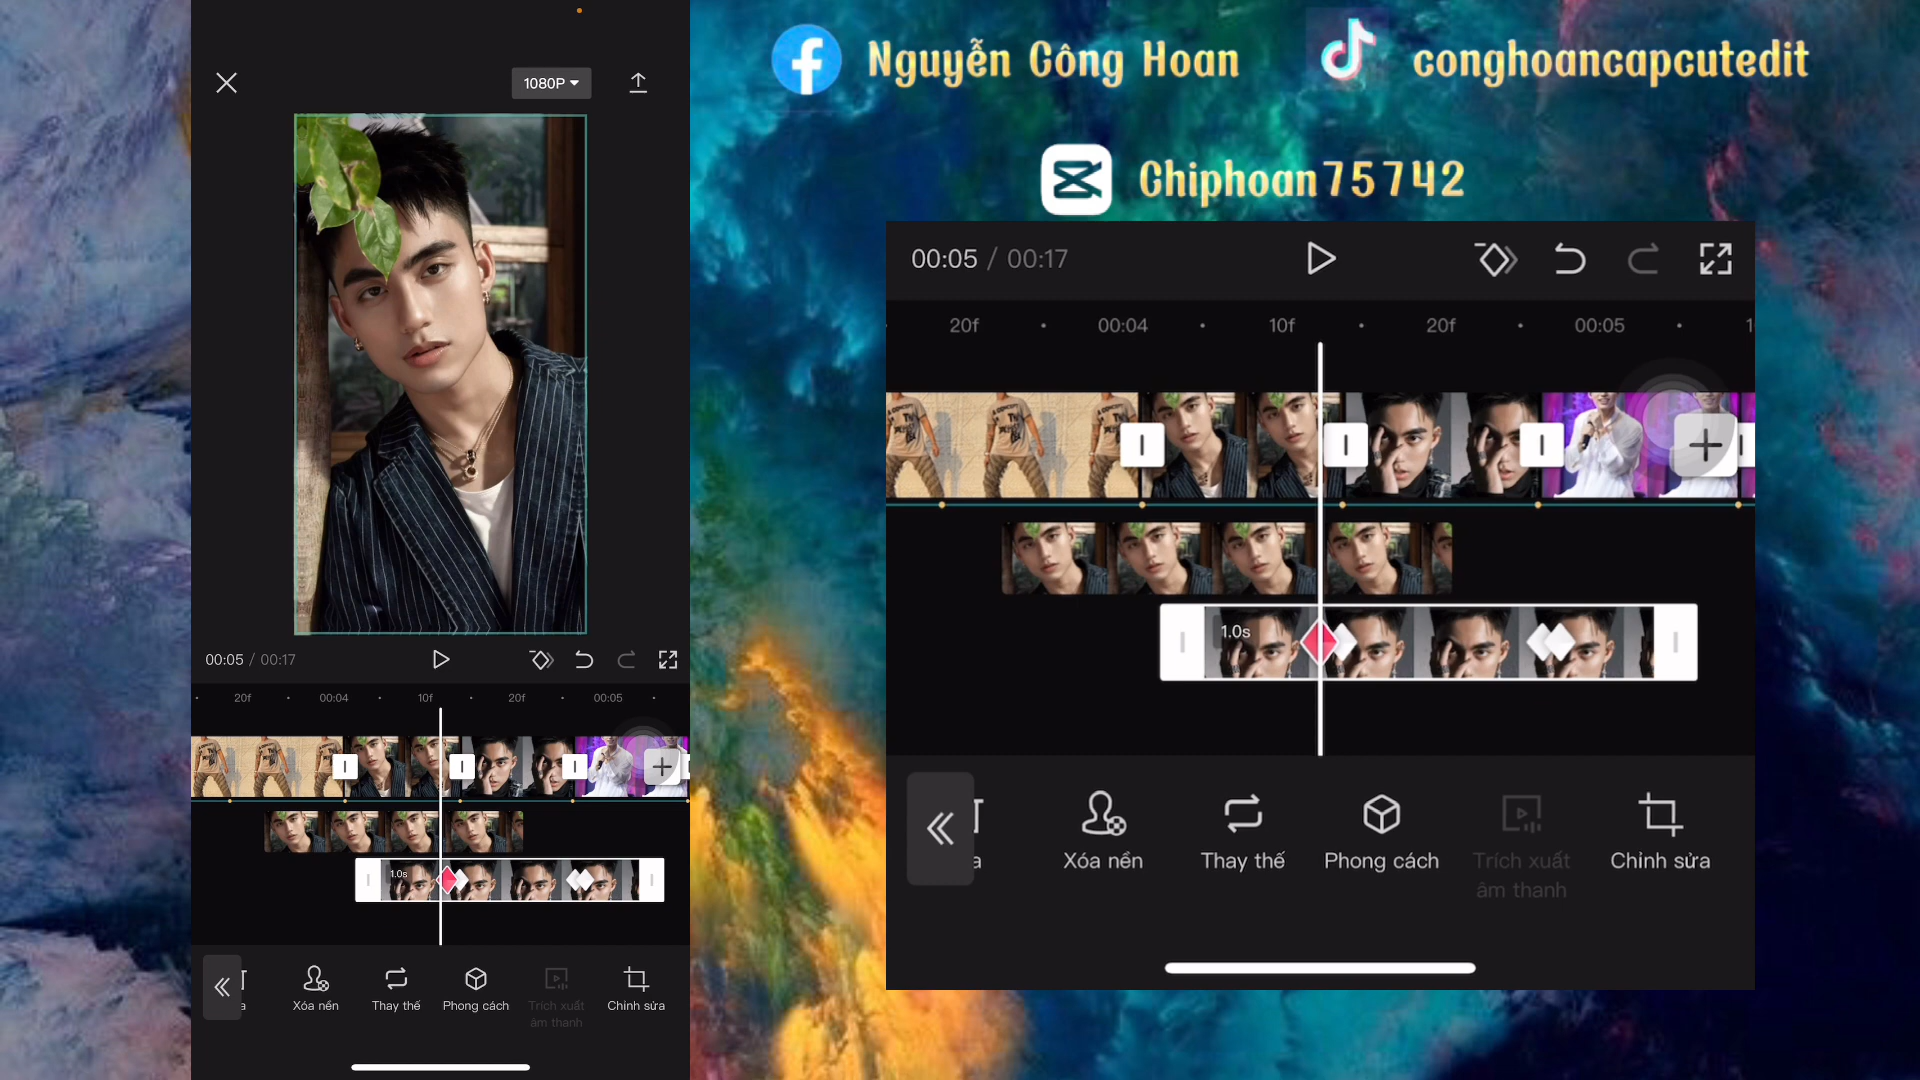 1080P
00:05 / 00:17
20f
00:04
10f
20f
00:05
1.0s
a
Xóa nền
Thay thế
Phong cách
Trích xuất
âm thanh
Chỉnh sửa
Nguyễn Công Hoan
conghoancapcutedit
Chiphoan75742
00:05 / 00:17
20f
00:04
10f
20f
00:05
1.0s
a
Xóa nền
Thay thế
Phong cách
Trích xuất
âm thanh
Chỉnh sửa